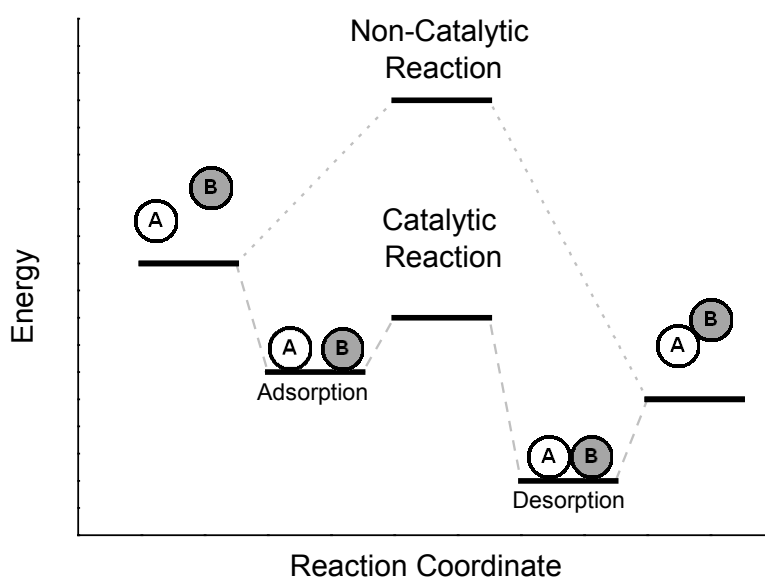 Non-Catalytic
Reaction
B
A
Catalytic
Reaction
Energy
B
A
A
B
Adsorption
A
B
Desorption
Reaction Coordinate